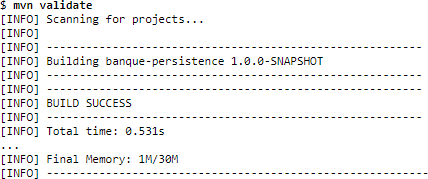 $ mvn validate
[INFO] Scanning for projects...
[INFO]
[INFO] ------------------------------------------------------------------------
[INFO] Building banque-persistence 1.0.0-SNAPSHOT
[INFO] ------------------------------------------------------------------------
[INFO] ------------------------------------------------------------------------
[INFO] BUILD SUCCESS
[INFO] ------------------------------------------------------------------------
[INFO] Total time: 0.531s
...
[INFO] Final Memory: 1M/30M
[INFO] ------------------------------------------------------------------------